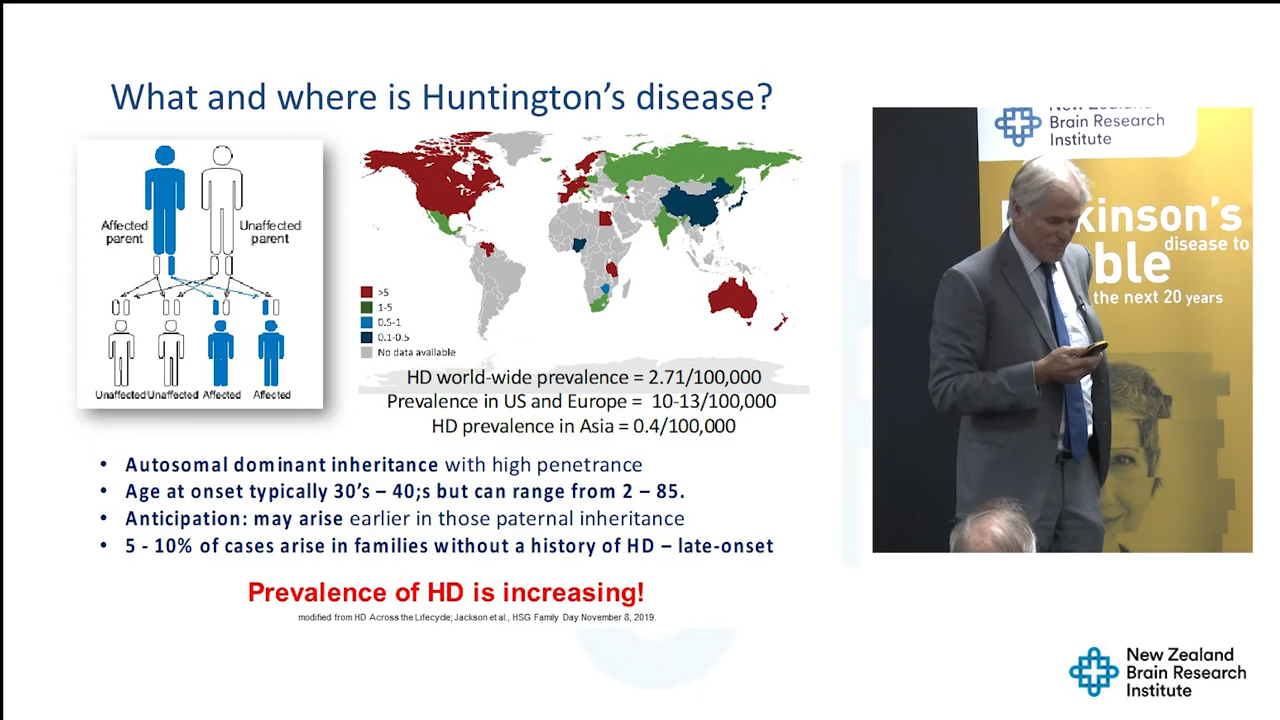 What and where is Huntington's disease?
Affected parent
Unaffected parent
Unaffected Unaffected Affected Affected
>5
1-5
0.5-1
0.1-0.5
No data available
HD world-wide prevalence = 2.71/100,000
Prevalence in US and Europe = 10-13/100,000
HD prevalence in Asia = 0.4/100,000
• Autosomal dominant inheritance with high penetrance
• Age at onset typically 30's – 40;s but can range from 2 – 85.
• Anticipation: may arise earlier in those paternal inheritance
• 5 - 10% of cases arise in families without a history of HD – late-onset
Prevalence of HD is increasing!
modified from HD Across the Lifecycle; Jackson et al., HSG Family Day November 8, 2019.
New Zealand
Brain Research
Institute
kinson's
disease to
ble
the next 20 years
New Zealand
Brain Research
Institute